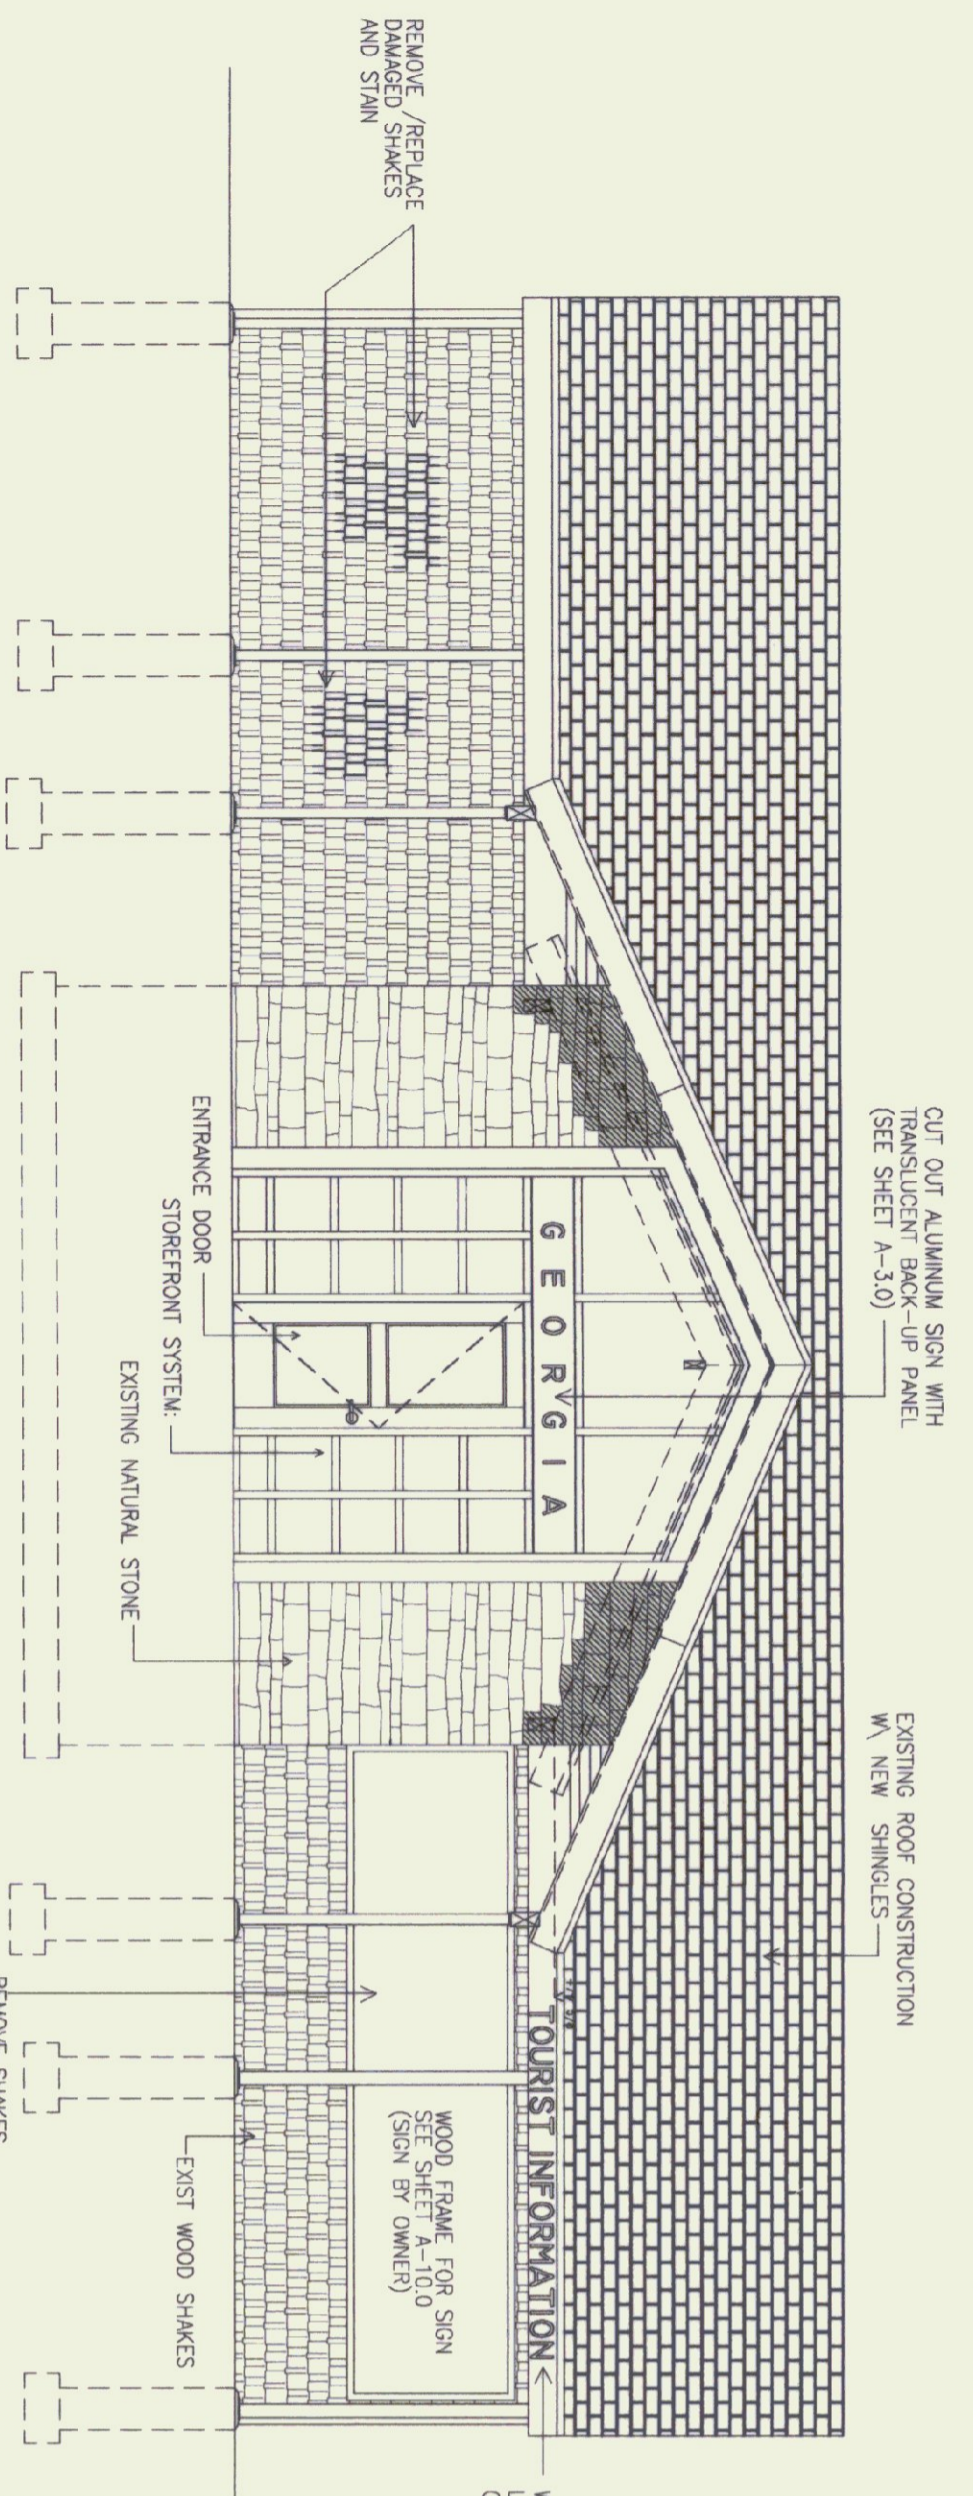 REMOVE /REPLACE
DAMAGED SHAKES
AND STAIN
CUT OUT ALUMINUM SIGN WITH
TRANSLUCENT BACK-UP PANEL
(SEE SHEET A-3.0)
EXISTING ROOF CONSTRUCTION
W\ NEW SHINGLES
GEORGIA
TOURIST INFORMATION
WOOD FRAME FOR SIGN
SEE SHEET A-10.0
(SIGN BY OWNER)
ENTRANCE DOOR
STOREFRONT SYSTEM:
EXISTING NATURAL STONE
EXIST WOOD SHAKES
REMOVE SHAKES